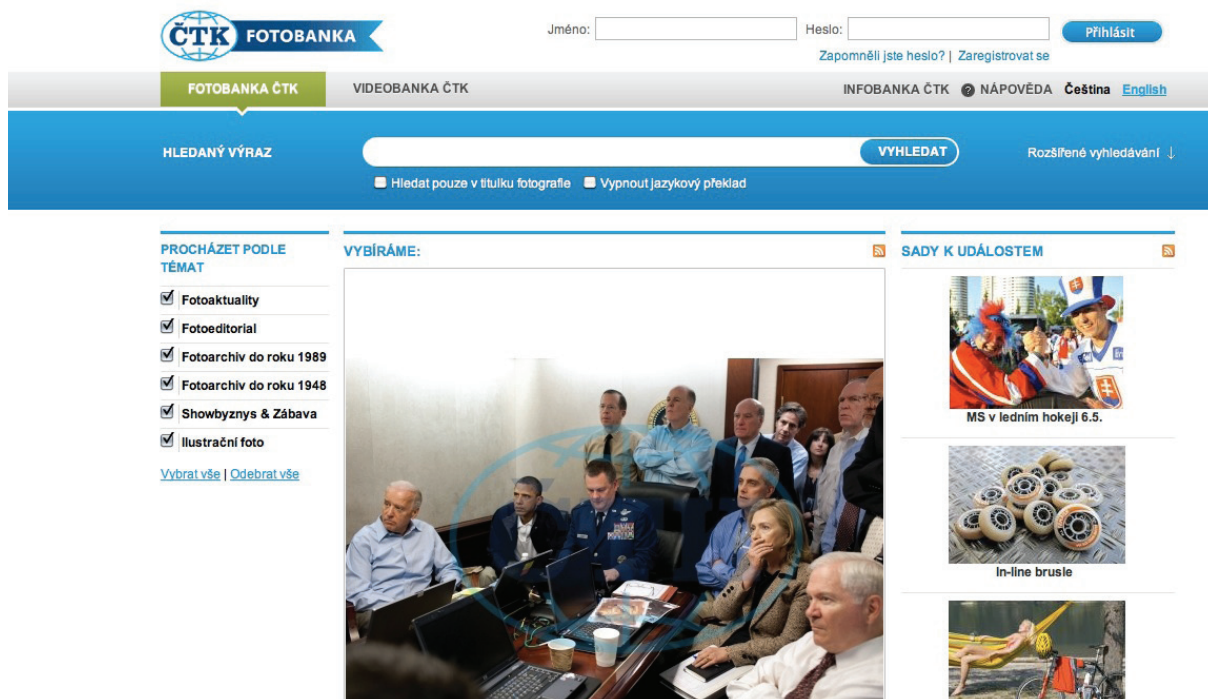 ČTK FOTOBANKA
Jméno:
Heslo:
Přihlásit
Zapomněli jste heslo? | Zaregistrovat se
FOTOBANKA ČTK
VIDEOBANKA ČTK
INFOBANKA ČTK ? NÁPOVĚDA Čeština English
HLEDANÝ VÝRAZ
VYHLEDAT
Rozšířené vyhledávání ↓
Hledat pouze v titulku fotografie
Vypnout jazykový překlad
PROCHÁZET PODLE
TÉMAT
Fotoaktuality
Fotoeditorial
Fotoarchiv do roku 1989
Fotoarchiv do roku 1948
Showbyznys & Zábava
Ilustrační foto
Vybrat vše | Odebrat vše
VYBÍRÁME:
ČTK
SADY K UDÁLOSTEM
MS v ledním hokeji 6.5.
In-line brusle